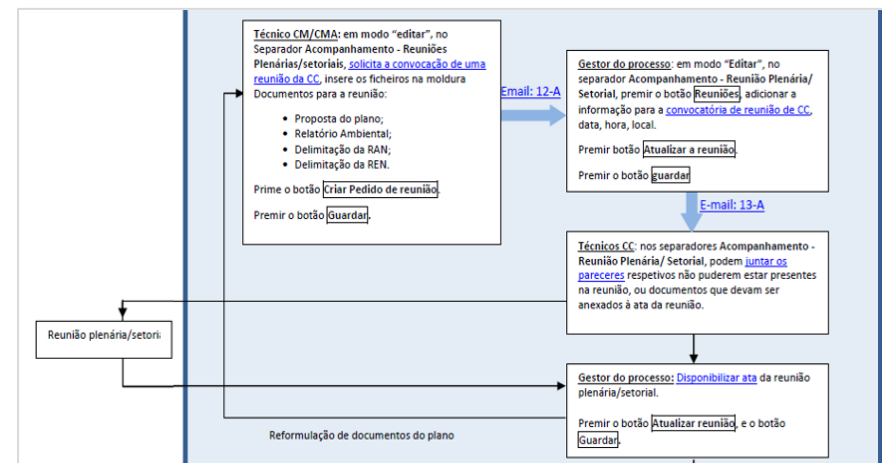 Técnico CM/CMA: em modo “editar”, no
Separador Acompanhamento - Reuniões
Plenárias/setoriais, solicita a convocação de uma
reunião da CC, insere os ficheiros na moldura
Documentos para a reunião:
• Proposta do plano;
• Relatório Ambiental;
• Delimitação da RAN;
• Delimitação da REN.
Prime o botão Criar Pedido de reunião.
Premir o botão Guardar.
Email: 12-A
Gestor do processo: em modo “Editar”, no
separador Acompanhamento - Reunião Plenária/
Setorial, premir o botão Reuniões, adicionar a
informação para a convocatória de reunião de CC,
data, hora, local.
Premir botão Atualizar a reunião.
Premir o botão guardar
E-mail: 13-A
Técnicos CC: nos separadores Acompanhamento -
Reunião Plenária/ Setorial, podem juntar os
pareceres respetivos não puderem estar presentes
na reunião, ou documentos que devam ser
anexados à ata da reunião.
Reunião plenária/setori
Gestor do processo: Disponibilizar ata da reunião
plenária/setorial.
Premir o botão Atualizar reunião, e o botão
Guardar.
Reformulação de documentos do plano